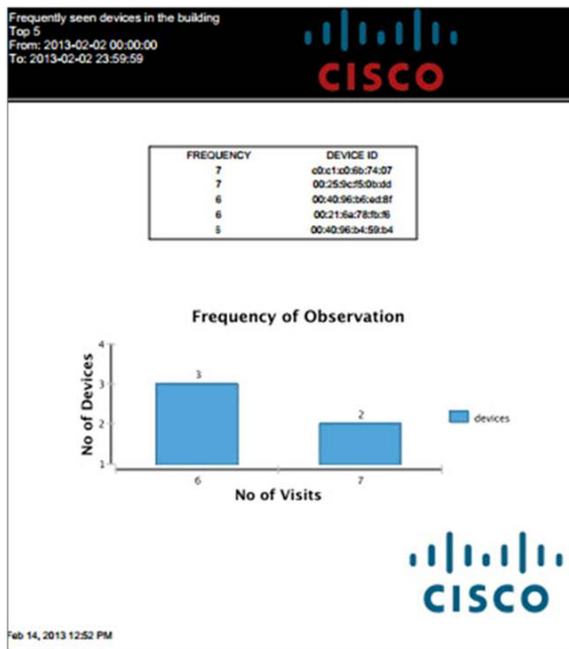 Frequently seen devices in the building
Top 5
From: 2013-02-02 00:00:00
To: 2013-02-02 23:59:59
CISCO
FREQUENCY DEVICE ID
7 c0:c1:c0:6b:74:07
7 00:25:9c:f5:0b:dd
6 00:40:96:b6:ed:8f
6 00:21:6a:78:fb:f6
6 00:40:96:b4:59:b4
Frequency of Observation
No of Devices
4
3
2
1
3
2
devices
6 7
No of Visits
CISCO
Feb 14, 2013 12:52 PM